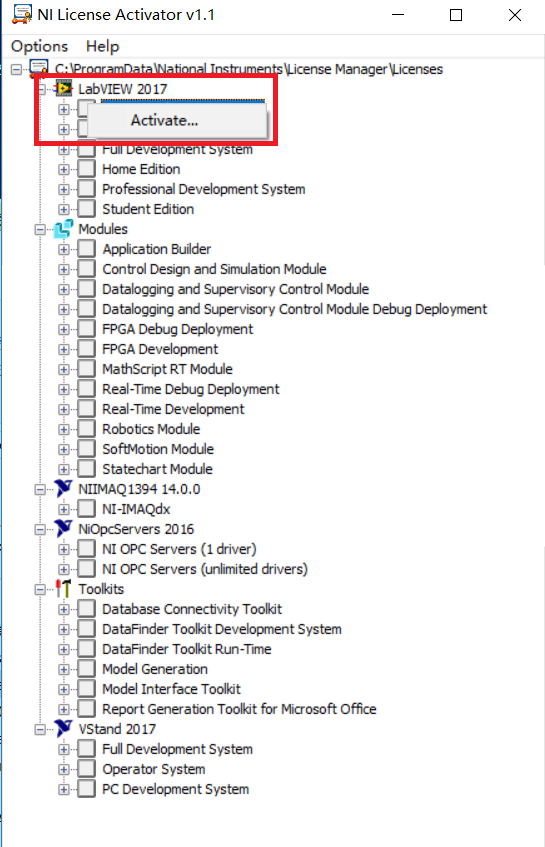 NI License Activator v1.1
Options Help
C:\ProgramData\National Instruments\License Manager\Licenses
LabVIEW 2017
Activate...
Full Development System
Home Edition
Professional Development System
Student Edition
Modules
Application Builder
Control Design and Simulation Module
Datalogging and Supervisory Control Module
Datalogging and Supervisory Control Module Debug Deployment
FPGA Debug Deployment
FPGA Development
MathScript RT Module
Real-Time Debug Deployment
Real-Time Development
Robotics Module
SoftMotion Module
Statechart Module
NIIMAQ1394 14.0.0
NI-IMAQdx
NiOpcServers 2016
NI OPC Servers (1 driver)
NI OPC Servers (unlimited drivers)
Toolkits
Database Connectivity Toolkit
DataFinder Toolkit Development System
DataFinder Toolkit Run-Time
Model Generation
Model Interface Toolkit
Report Generation Toolkit for Microsoft Office
VStand 2017
Full Development System
Operator System
PC Development System